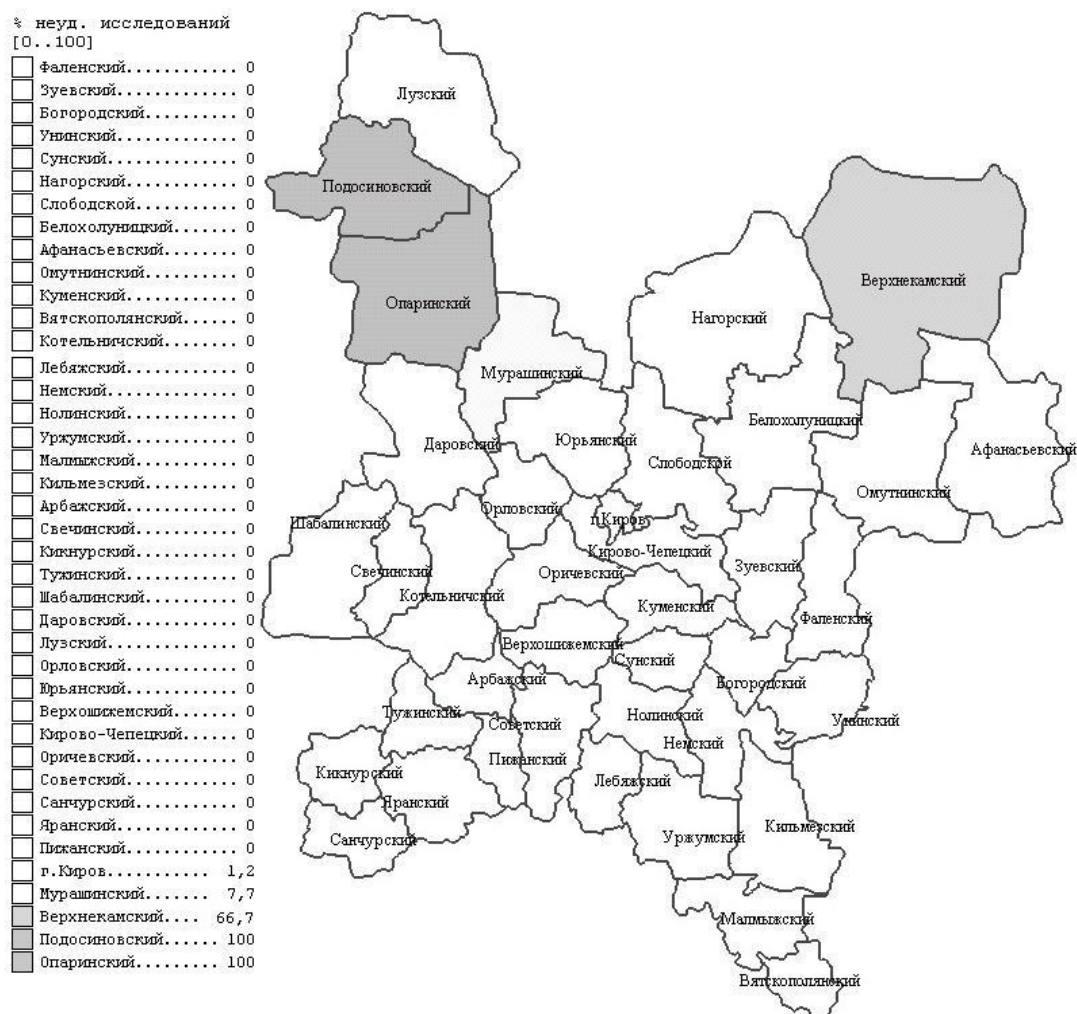 % неуд. исследований
[0..100]
Фаленский............ 0
Зуевский............. 0
Богородский.......... 0
Унинский............. 0
Сунский.............. 0
Нагорский............ 0
Слободской........... 0
Белохолуницкий....... 0
Афанасьевский........ 0
Омутнинский.......... 0
Куменский............ 0
Вятскополянский...... 0
Котельничский........ 0
Лебяжский............ 0
Немский.............. 0
Нолинский............ 0
Уржумский............ 0
Малмыжский........... 0
Кильмезский.......... 0
Арбажский............ 0
Свечинский........... 0
Кикнурский........... 0
Тужинский............ 0
Шабалинский.......... 0
Даровский............ 0
Лузский.............. 0
Орловский............ 0
Юрьянский............ 0
Верхошижемский....... 0
Кирово-Чепецкий...... 0
Оричевский........... 0
Советский............ 0
Санчурский........... 0
Яранский............. 0
Пижанский............ 0
г.Киров............ 1,2
Мурашинский........ 7,7
Верхнекамский.... 66,7
Подосиновский...... 100
Опаринский......... 100
Лузский
Подосиновский
Опаринский
Верхнекамский
Нагорский
Мурашинский
Белохолуницкий
Даровский
Юрьянский
Слободской
Афанасьевский
Омутнинский
Шабалинский
Орловский
г.Киров
Кирово-Чепецкий
Свечинский
Оричевский
Зуевский
Котельничский
Куменский
Фаленский
Верхошижемский
Сунский
Арбажский
Богородский
Тужинский
Советский
Нолинский
Унинский
Немский
Пижанский
Кикнурский
Лебяжский
Яранский
Санчурский
Уржумский
Кильмезский
Малмыжский
Вятскополянский